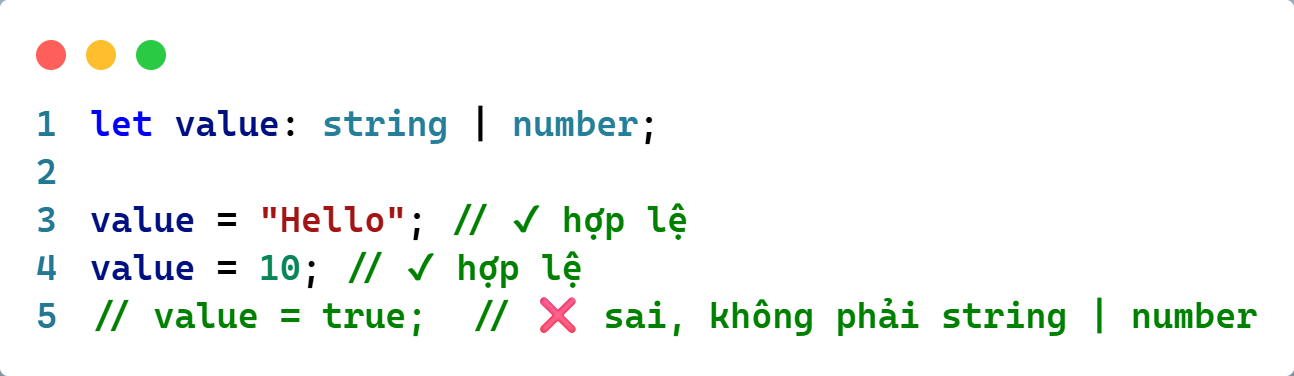 1 let value: string | number;
2
3 value = "Hello"; // ✓ hợp lệ
4 value = 10; // ✓ hợp lệ
5 // value = true;  // ❌ sai, không phải string | number